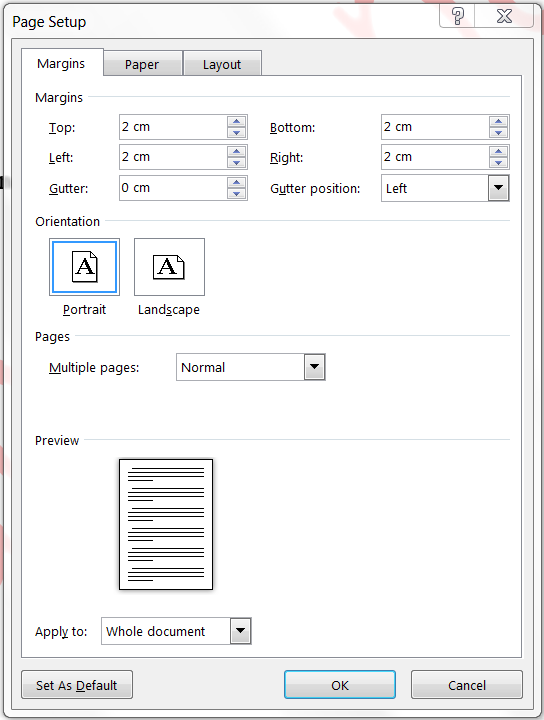 Page Setup
Margins Paper Layout
Margins
Top: 2 cm Bottom: 2 cm
Left: 2 cm Right: 2 cm
Gutter: 0 cm Gutter position: Left
Orientation
A A
Portrait Landscape
Pages
Multiple pages: Normal
Preview
Apply to: Whole document
Set As Default OK Cancel